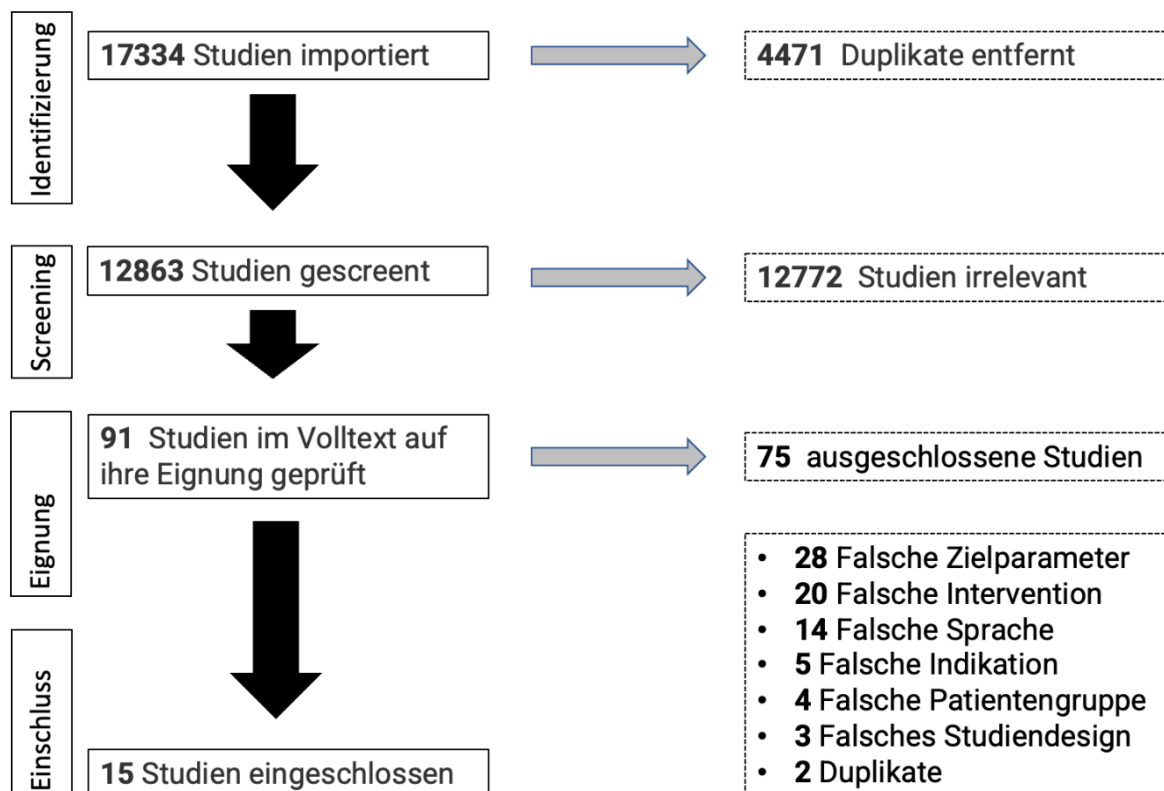 Identifizierung
17334 Studien importiert
4471 Duplikate entfernt
Screening
12863 Studien gescreent
12772 Studien irrelevant
Eignung
91 Studien im Volltext auf
ihre Eignung geprüft
75 ausgeschlossene Studien
• 28 Falsche Zielparameter
• 20 Falsche Intervention
• 14 Falsche Sprache
• 5 Falsche Indikation
• 4 Falsche Patientengruppe
• 3 Falsches Studiendesign
• 2 Duplikate
Einschluss
15 Studien eingeschlossen